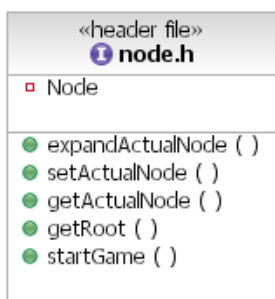 «header file»
node.h
Node
expandActualNode ( )
setActualNode ( )
getActualNode ( )
getRoot ( )
startGame ( )